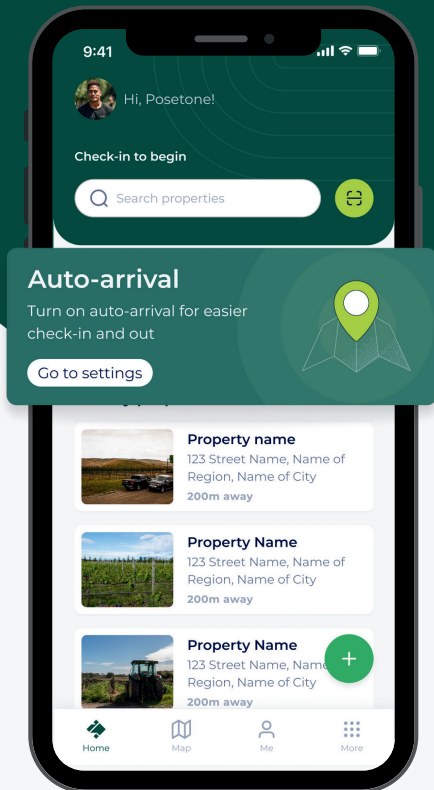 9:41
Hi, Posetone!
Check-in to begin
Search properties
Auto-arrival
Turn on auto-arrival for easier
check-in and out
Go to settings
Property name
123 Street Name, Name of
Region, Name of City
200m away
Property Name
123 Street Name, Name of
Region, Name of City
200m away
Property Name
123 Street Name, Name
Region, Name of City
200m away
Home
Map
Me
More